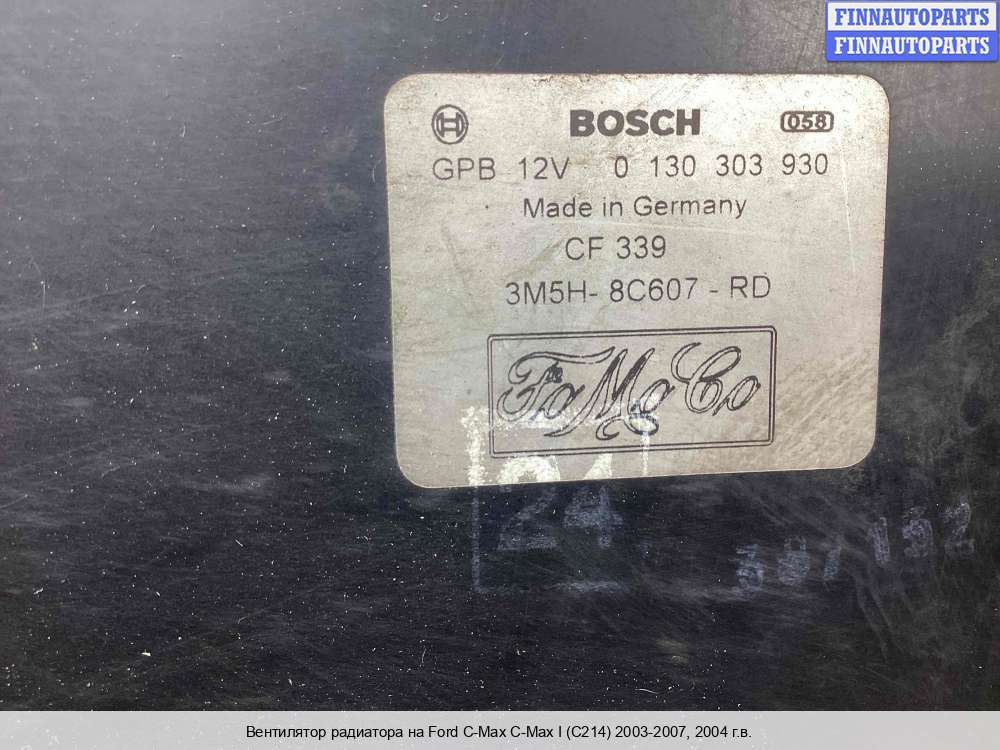 FINNAUTOPARTS
FINNAUTOPARTS
BOSCH 058
GPB 12V 0 130 303 930
Made in Germany
CF 339
3M5H- 8C607 - RD
FoMoCo
24
Вентилятор радиатора на Ford C-Max C-Max I (C214) 2003-2007, 2004 г.в.